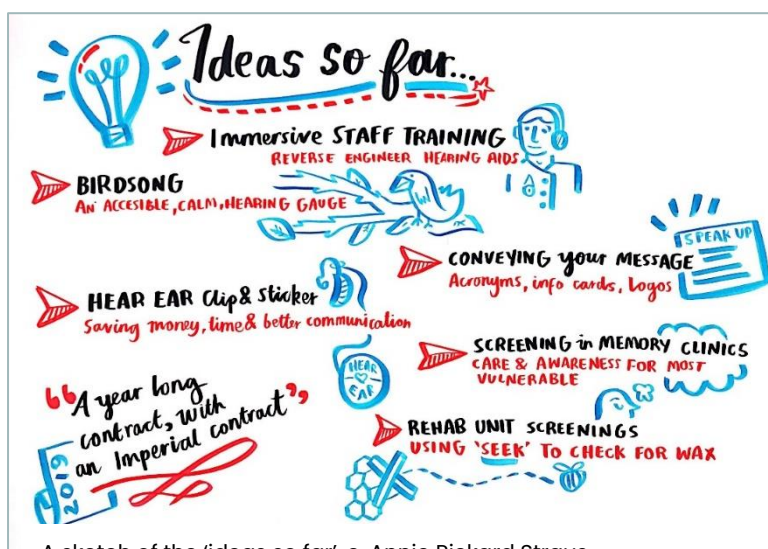 Ideas so far...
Immersive STAFF TRAINING
REVERSE ENGINEER HEARING AIDS
BIRDSONG
AN ACCESIBLE, CALM, HEARING GAUGE
SPEAK UP
CONVEYING your MESSAGE
Acronyms, info cards, Logos
HEAR EAR Clip & Sticker
Saving money, time & better communication
HEAR
EAR
SCREENING in MEMORY CLINICS
CARE & AWARENESS FOR MOST
VULNERABLE
"A year long
contract, with
an Imperial contract"
2019
REHAB UNIT SCREENINGS
USING 'SEEK' TO CHECK FOR WAX
A sketch of the 'ideas so far'